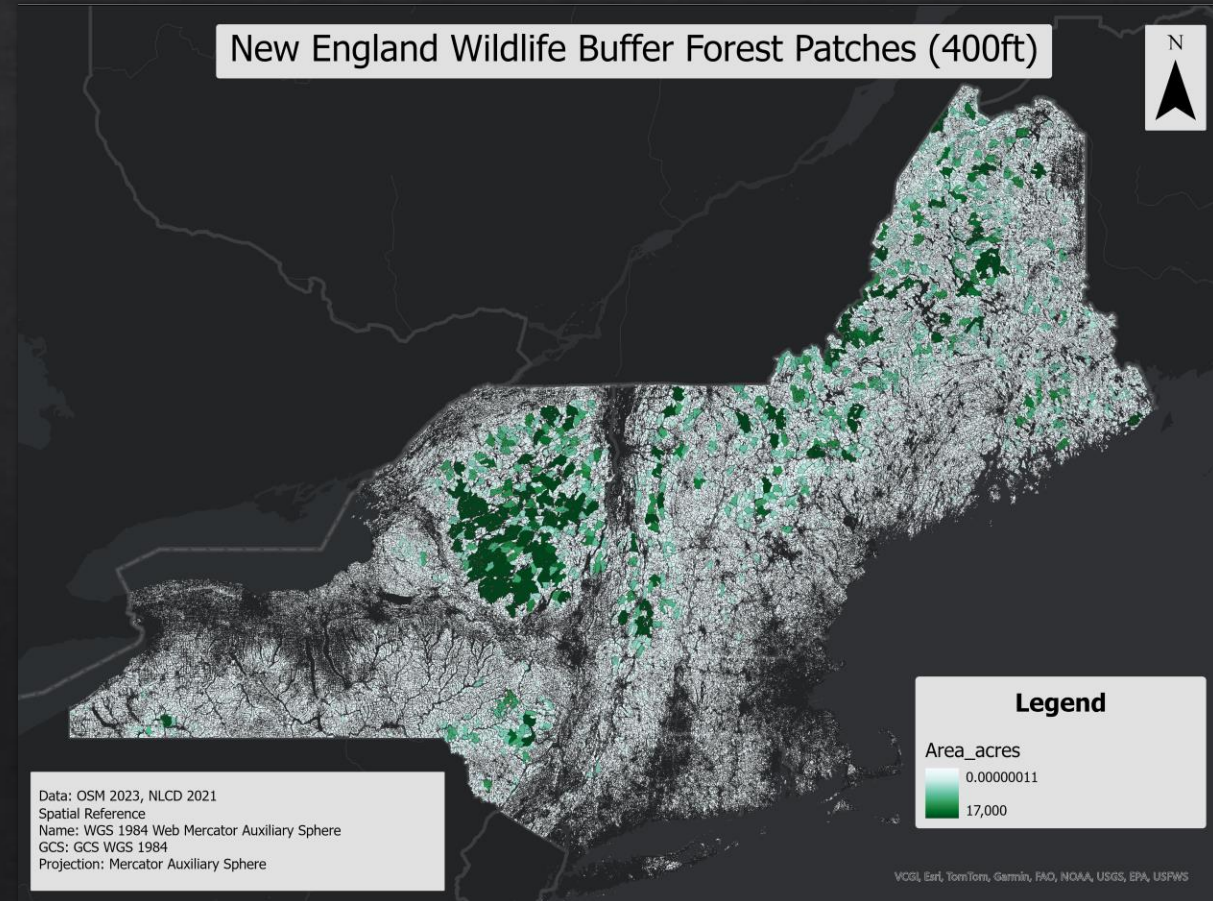 New England Wildlife Buffer Forest Patches (400ft)
N
Legend
Area_acres
0.00000011
17,000
Data: OSM 2023, NLCD 2021
Spatial Reference
Name: WGS 1984 Web Mercator Auxiliary Sphere
GCS: GCS WGS 1984
Projection: Mercator Auxiliary Sphere
VCGI, Esri, TomTom, Garmin, FAO, NOAA, USGS, EPA, USFWS